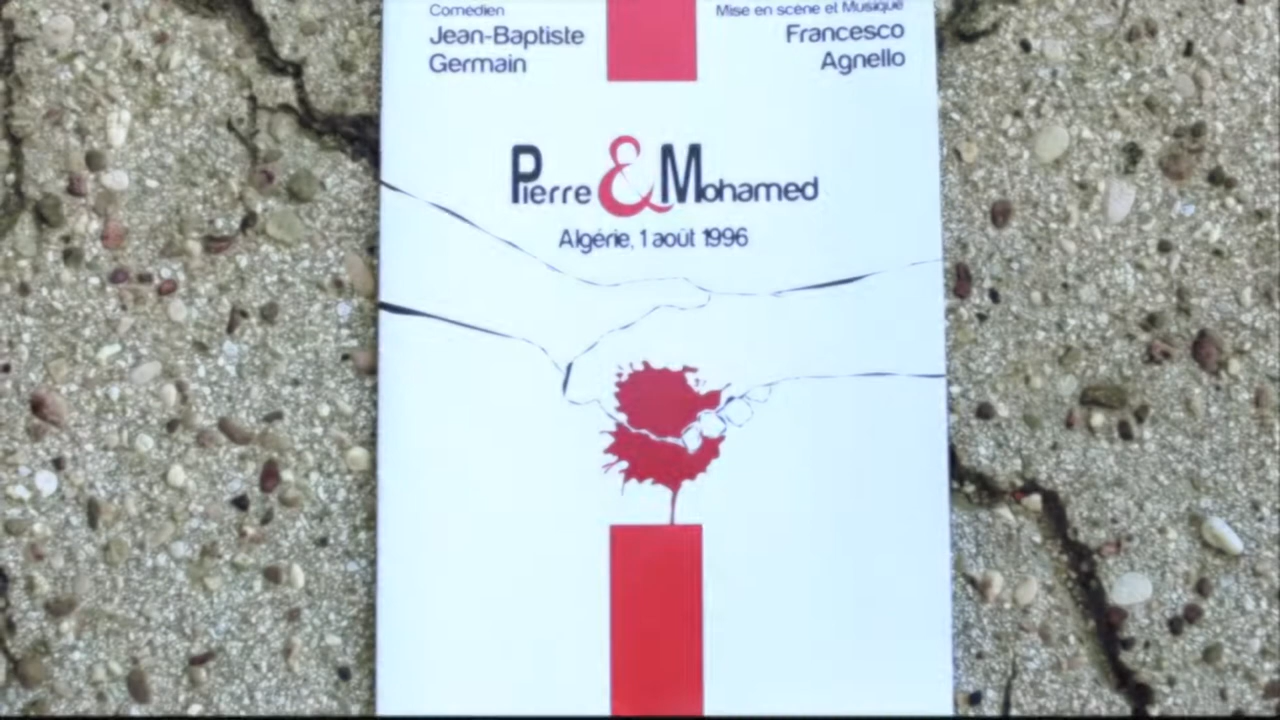 Comédien
Jean-Baptiste
Germain
Mise en scène et Musique
Francesco
Agnello
Pierre & Mohamed
Algérie, 1 août 1996